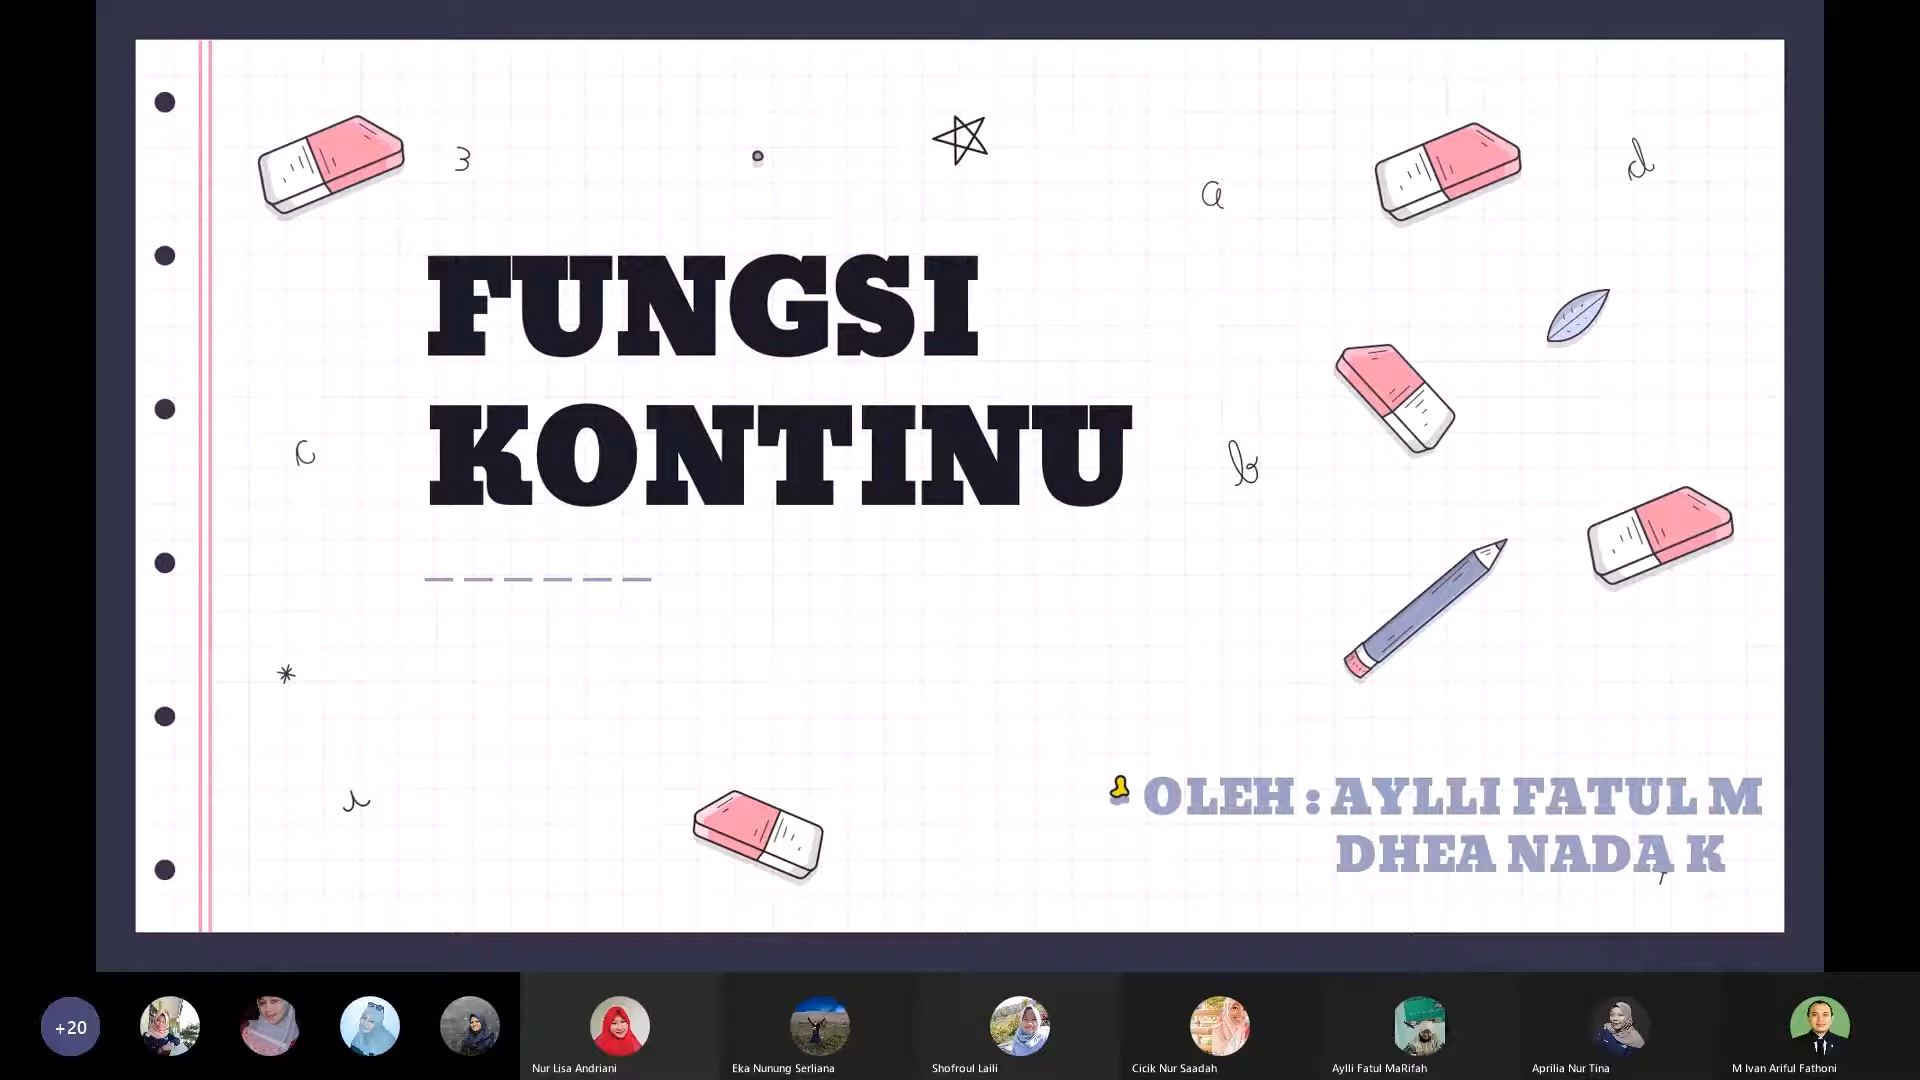 3
a
d
FUNGSI
KONTINU
c
b
*
OLEH : AYLLI FATUL M
DHEA NADA K
+20
Nur Lisa Andriani
Eka Nunung Serliana
Shofroul Laili
Cicik Nur Saadah
Aylli Fatul MaRifah
Aprilia Nur Tina
M Ivan Ariful Fathoni